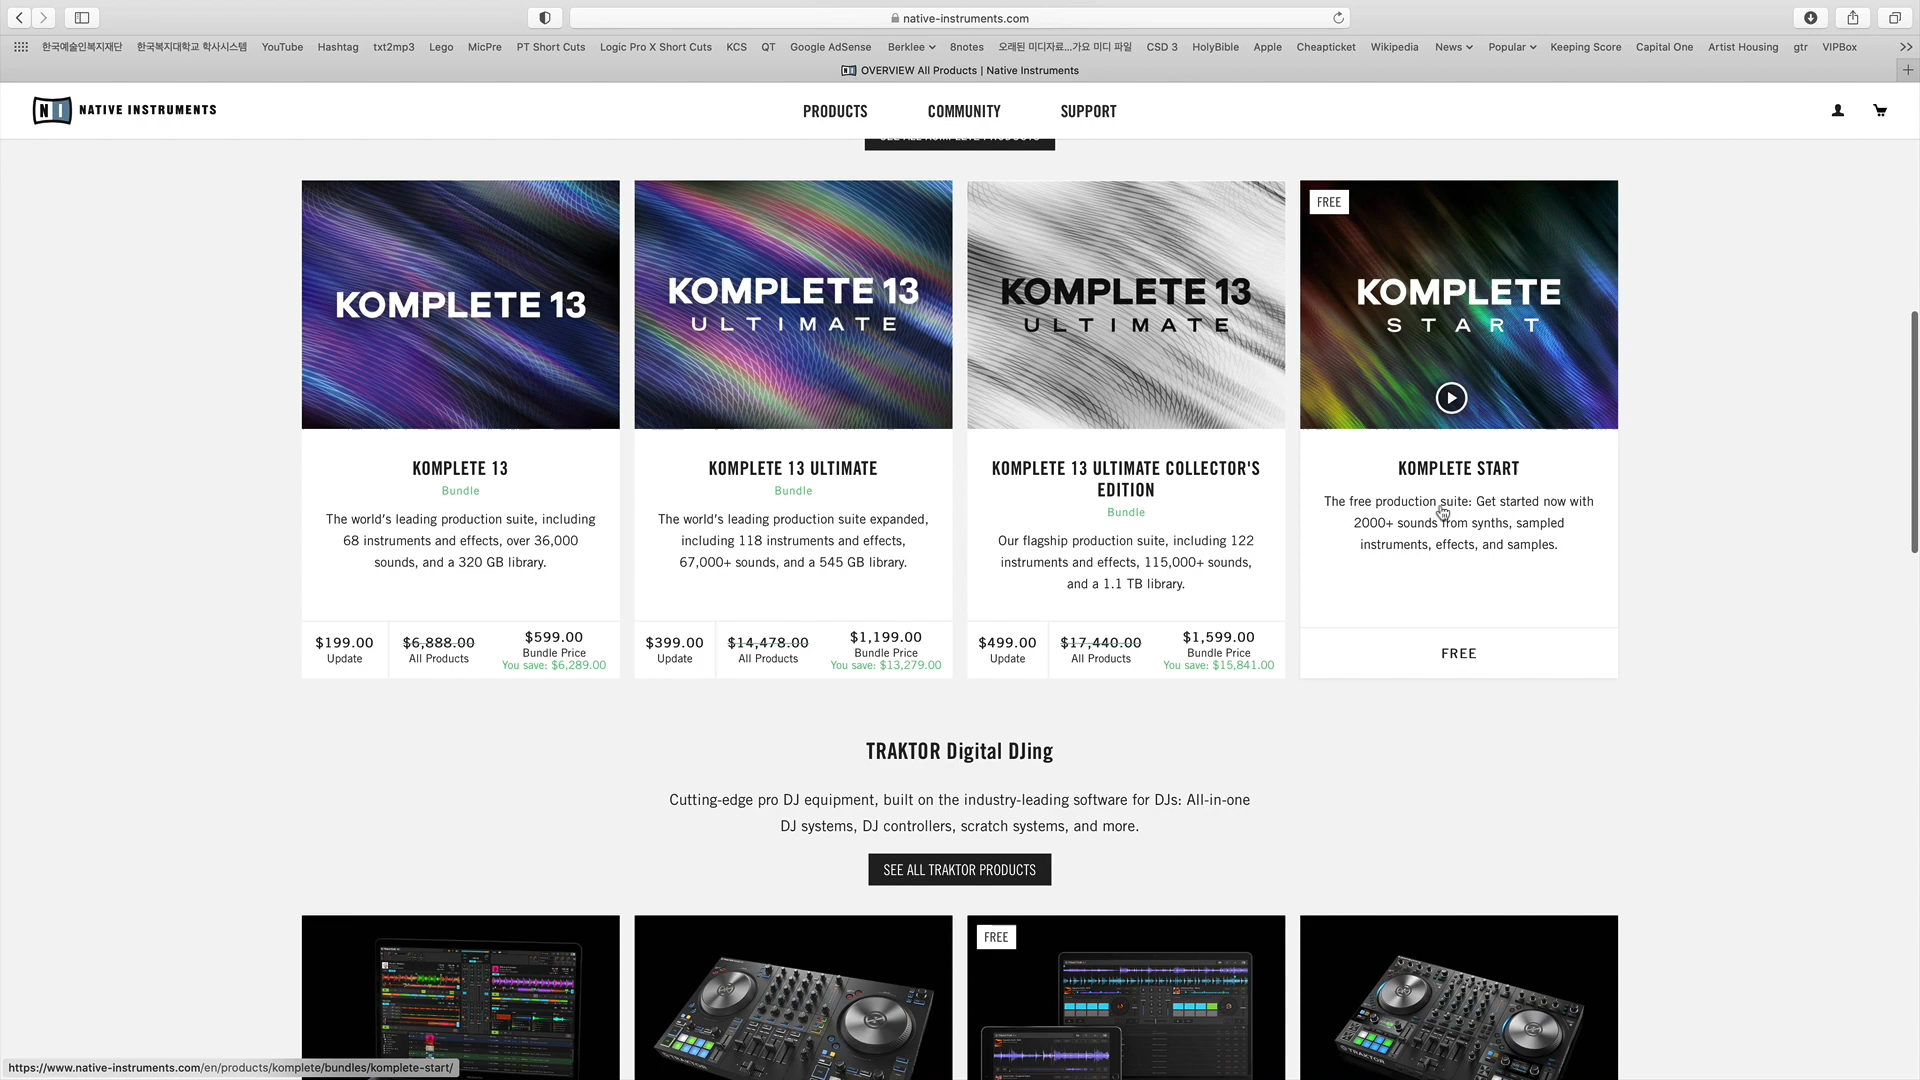 native-instruments.com
한국예술인복지재단 한국복지대학교 학사시스템 YouTube Hashtag txt2mp3 Lego MicPre PT Short Cuts Logic Pro X Short Cuts KCS QT Google AdSense Berklee 8notes 오래된 미디자료...가요 미디 파일 CSD 3 HolyBible Apple Cheapticket Wikipedia News Popular Keeping Score Capital One Artist Housing gtr VIPBox
OVERVIEW All Products | Native Instruments
NI NATIVE INSTRUMENTS PRODUCTS COMMUNITY SUPPORT
SEE ALL KOMPLETE PRODUCTS
FREE
KOMPLETE 13
KOMPLETE 13
ULTIMATE
KOMPLETE 13
ULTIMATE
KOMPLETE
START
KOMPLETE 13
Bundle
The world's leading production suite, including
68 instruments and effects, over 36,000
sounds, and a 320 GB library.
$199.00 $6,888.00 $599.00
Update All Products Bundle Price
You save: $6,289.00
KOMPLETE 13 ULTIMATE
Bundle
The world's leading production suite expanded,
including 118 instruments and effects,
67,000+ sounds, and a 545 GB library.
$399.00 $14,478.00 $1,199.00
Update All Products Bundle Price
You save: $13,279.00
KOMPLETE 13 ULTIMATE COLLECTOR'S
EDITION
Bundle
Our flagship production suite, including 122
instruments and effects, 115,000+ sounds,
and a 1.1 TB library.
$499.00 $17,440.00 $1,599.00
Update All Products Bundle Price
You save: $15,841.00
KOMPLETE START
The free production suite: Get started now with
2000+ sounds from synths, sampled
instruments, effects, and samples.
FREE
TRAKTOR Digital DJing
Cutting-edge pro DJ equipment, built on the industry-leading software for DJs: All-in-one
DJ systems, DJ controllers, scratch systems, and more.
SEE ALL TRAKTOR PRODUCTS
FREE
TRAKTOR
https://www.native-instruments.com/en/products/komplete/bundles/komplete-start/